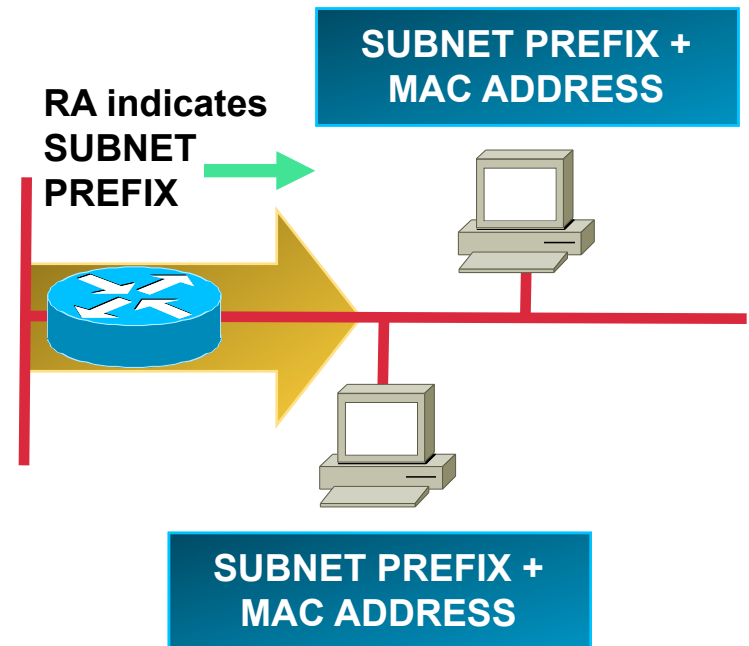 SUBNET PREFIX +
MAC ADDRESS
RA indicates
SUBNET
PREFIX
SUBNET PREFIX +
MAC ADDRESS